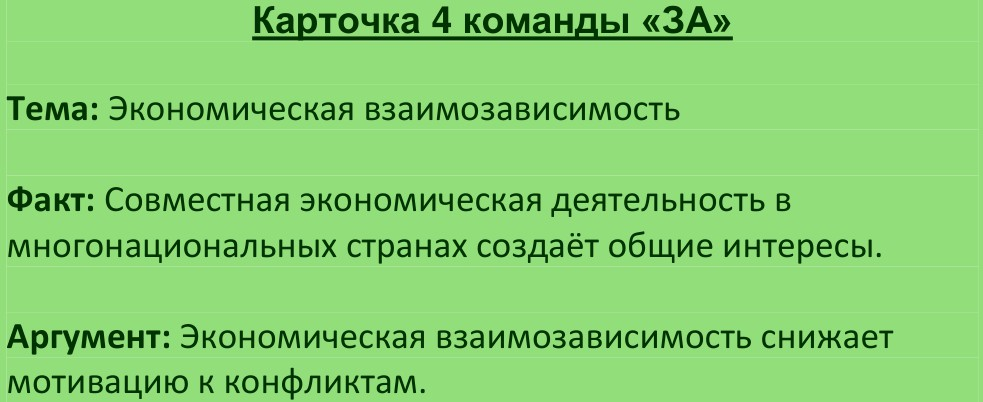 Карточка 4 команды «ЗА»
Тема: Экономическая взаимозависимость
Факт: Совместная экономическая деятельность в
многонациональных странах создаёт общие интересы.
Аргумент: Экономическая взаимозависимость снижает
мотивацию к конфликтам.